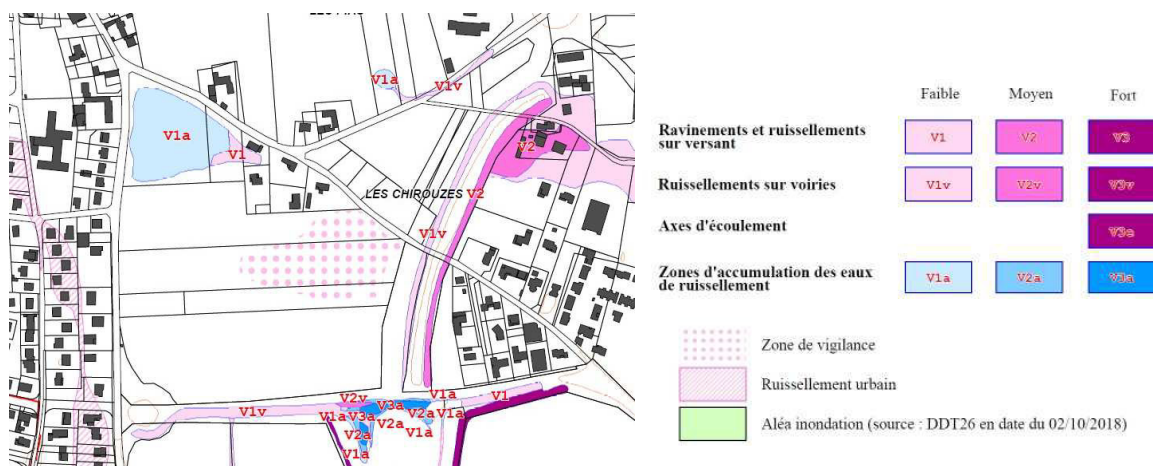 V1a
V1v
V1a
V1
V2
LES CHIROUZES V2
V1v
V1a
V1
V2v
V1v
V3a
V1a V3a V2a V1a
V2a
V2a V1a
V1a
Faible Moyen Fort
Ravinements et ruissellements
sur versant
V1 V2 V3
Ruissellements sur voiries
V1v V2v V3v
Axes d'écoulement
V3e
Zones d'accumulation des eaux
de ruissellement
V1a V2a V3a
Zone de vigilance
Ruissellement urbain
Aléa inondation (source : DDT26 en date du 02/10/2018)